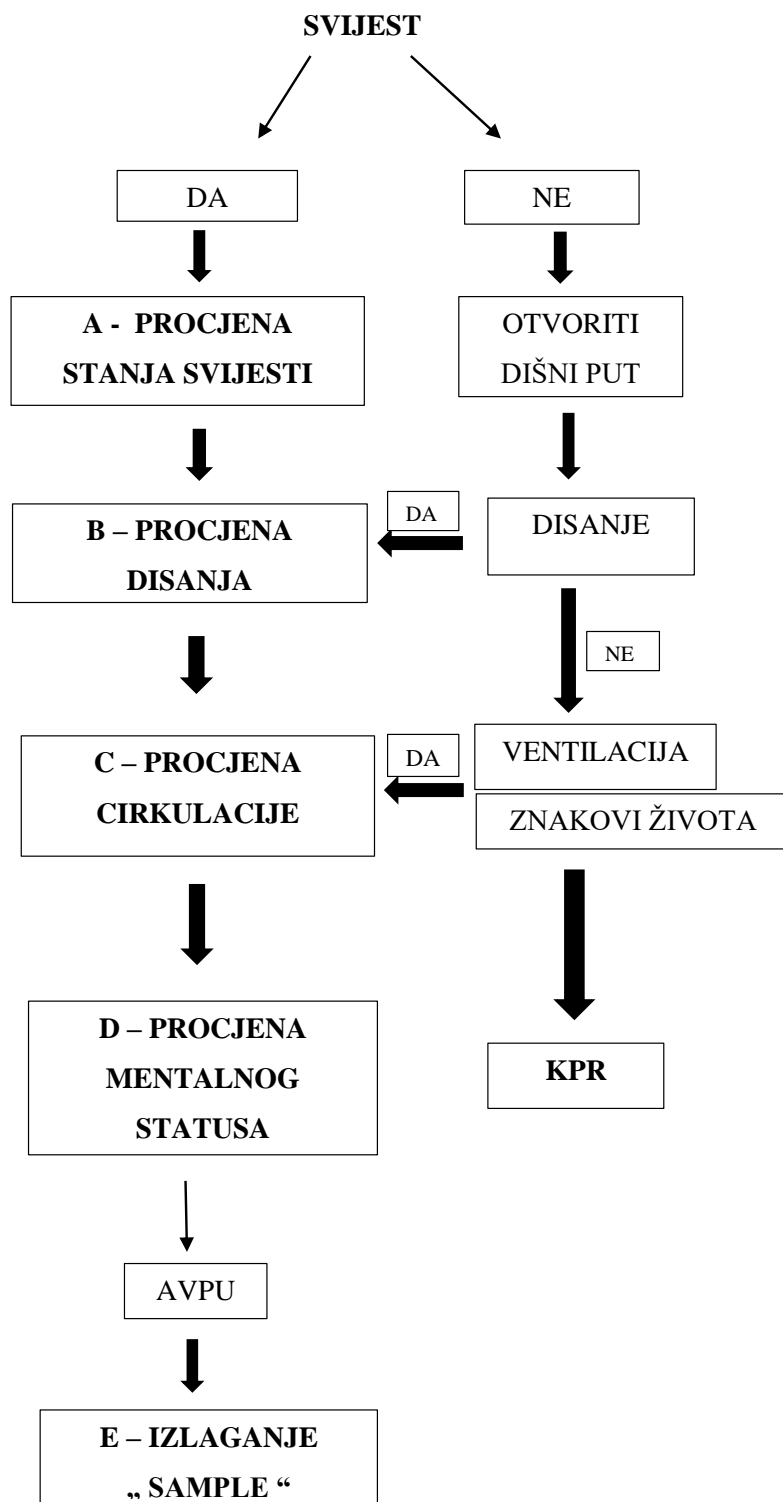 SVIJEST
DA
NE
A - PROCJENA
STANJA SVIJESTI
OTVORITI
DIŠNI PUT
B – PROCJENA
DISANJA
DA
DISANJE
NE
C – PROCJENA
CIRKULACIJE
DA
VENTILACIJA
ZNAKOVI ŽIVOTA
D – PROCJENA
MENTALNOG
STATUSA
KPR
AVPU
E – IZLAGANJE
„ SAMPLE “